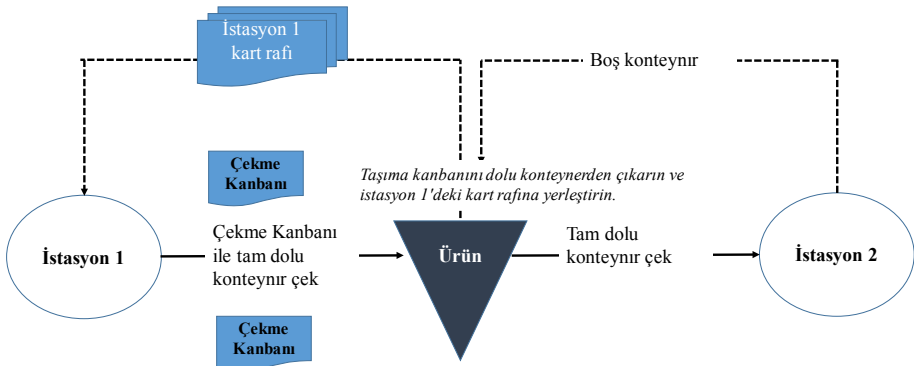 İstasyon 1
kart rafı
Boş konteynır
Çekme
Kanbanı
Taşıma kanbanını dolu konteynerden çıkarın ve
istasyon 1'deki kart rafına yerleştirin.
İstasyon 1
Çekme Kanbanı
ile tam dolu
konteynır çek
Ürün
Tam dolu
konteynır çek
İstasyon 2
Çekme
Kanbanı